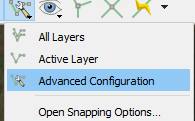 All Layers
Active Layer
Advanced Configuration
Open Snapping Options...